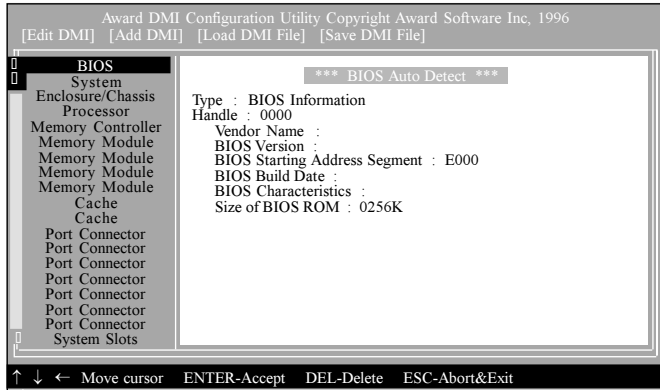 Award DMI Configuration Utility Copyright Award Software Inc, 1996
[Edit DMI] [Add DMI] [Load DMI File] [Save DMI File]
BIOS
System
Enclosure/Chassis
Processor
Memory Controller
Memory Module
Memory Module
Memory Module
Memory Module
Cache
Cache
Port Connector
Port Connector
Port Connector
Port Connector
Port Connector
Port Connector
Port Connector
System Slots
*** BIOS Auto Detect ***
Type : BIOS Information
Handle : 0000
Vendor Name :
BIOS Version :
BIOS Starting Address Segment : E000
BIOS Build Date :
BIOS Characteristics :
Size of BIOS ROM : 0256K
↑ ↓ ← Move cursor ENTER-Accept DEL-Delete ESC-Abort&Exit